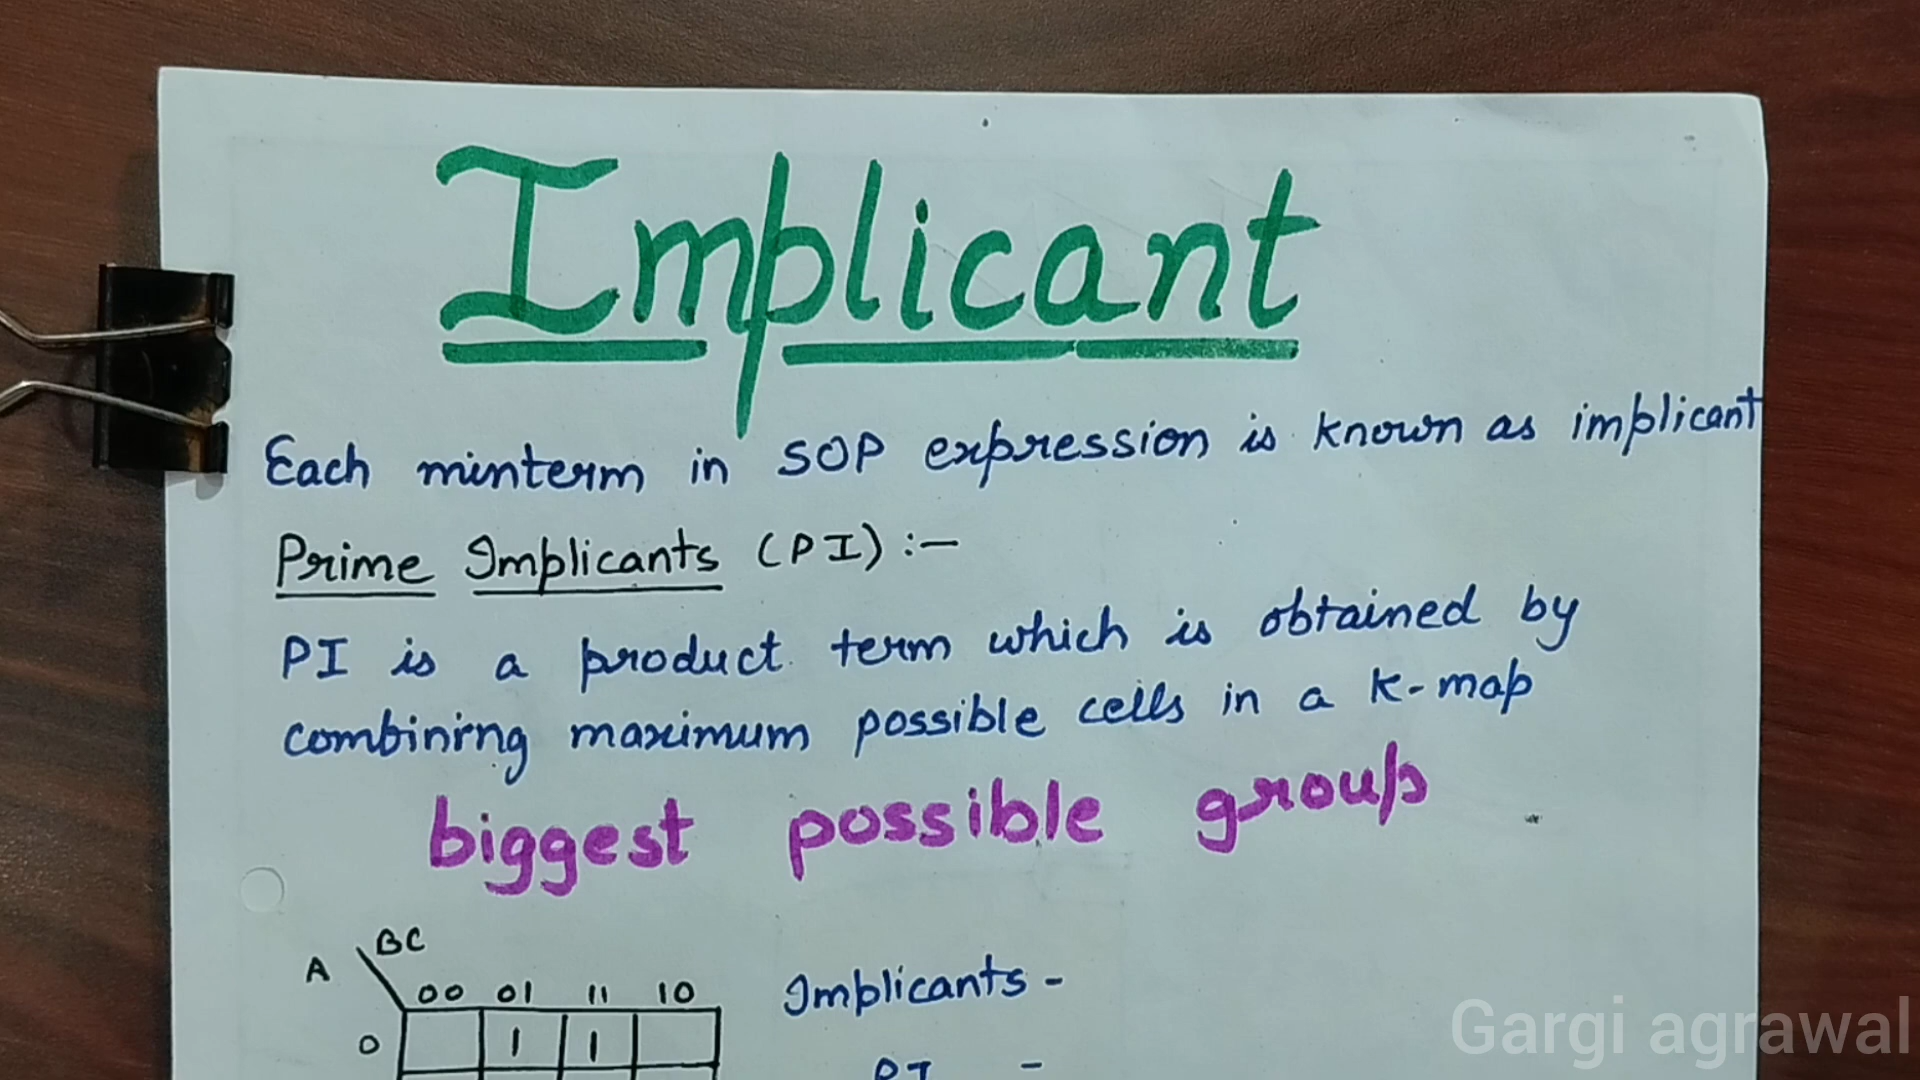 Implicant
Each minterm in SOP expression is known as implicant
Prime Implicants (PI) :-
PI is a product term which is obtained by
combinirng maximum possible cells in a K-map
biggest possible group
BC
A
00 01 11 10
Implicants -
0 1 1
PI -
Gargi agrawal